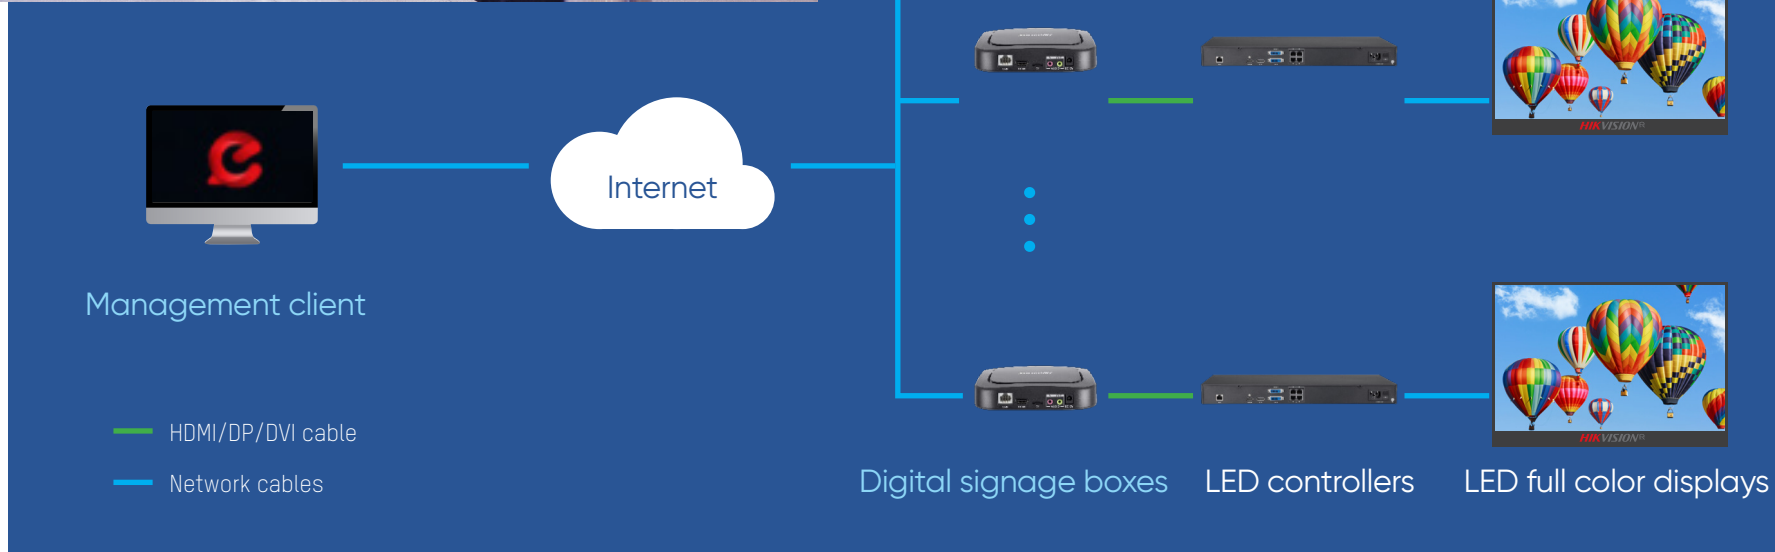 HIKVISION
Internet
Management client
HIKVISION
HDMI/DP/DVI cable
Network cables
Digital signage boxes
LED controllers
LED full color displays